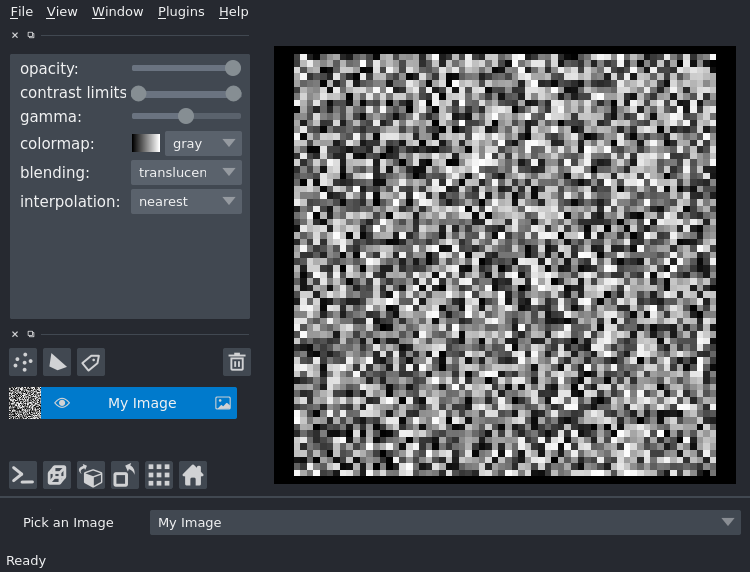 File View Window Plugins Help
opacity:
contrast limits
gamma:
colormap: gray
blending: translucen
interpolation: nearest
My Image
Pick an Image My Image
Ready